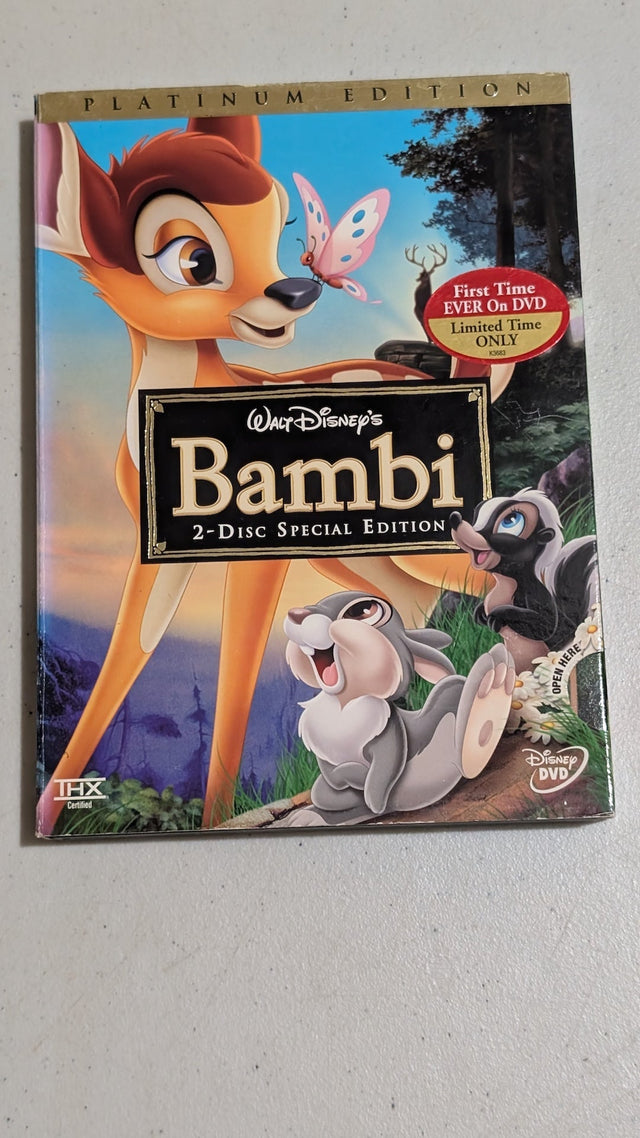 PLATINUM EDITION
First Time
EVER On DVD
Limited Time
ONLY
K3683
WALT DISNEY'S
Bambi
2-DISC SPECIAL EDITION
OPEN HERE
THX
Certified
DISNEY
DVD